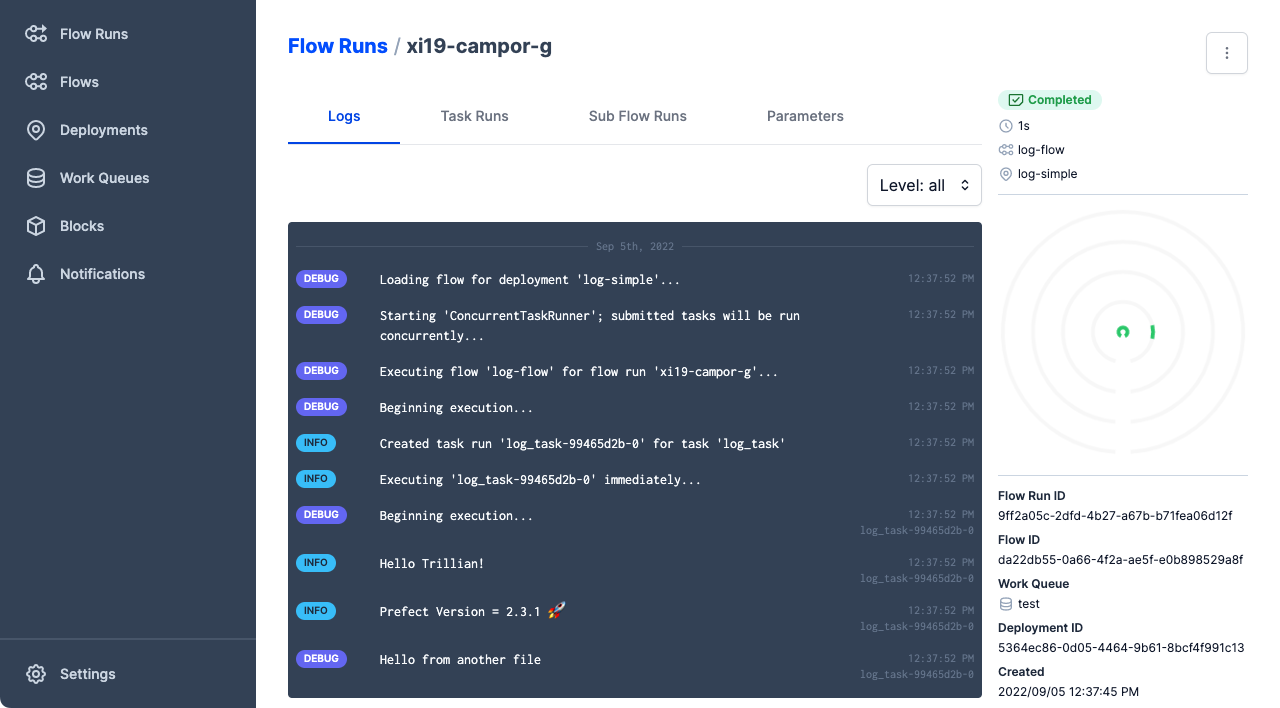 Flow Runs
Flows
Deployments
Work Queues
Blocks
Notifications
Settings
Flow Runs / xi19-campor-g
Logs Task Runs Sub Flow Runs Parameters
Level: all
Sep 5th, 2022
DEBUG Loading flow for deployment 'log-simple'... 12:37:52 PM
DEBUG Starting 'ConcurrentTaskRunner'; submitted tasks will be run 12:37:52 PM
concurrently...
DEBUG Executing flow 'log-flow' for flow run 'xi19-campor-g'... 12:37:52 PM
DEBUG Beginning execution... 12:37:52 PM
INFO Created task run 'log_task-99465d2b-0' for task 'log_task' 12:37:52 PM
INFO Executing 'log_task-99465d2b-0' immediately... 12:37:52 PM
DEBUG Beginning execution... 12:37:52 PM
log_task-99465d2b-0
INFO Hello Trillian! 12:37:52 PM
log_task-99465d2b-0
INFO Prefect Version = 2.3.1 🚀 12:37:52 PM
log_task-99465d2b-0
DEBUG Hello from another file 12:37:52 PM
log_task-99465d2b-0
Completed
1s
log-flow
log-simple
Flow Run ID
9ff2a05c-2dfd-4b27-a67b-b71fea06d12f
Flow ID
da22db55-0a66-4f2a-ae5f-e0b898529a8f
Work Queue
test
Deployment ID
5364ec86-0d05-4464-9b61-8bcf4f991c13
Created
2022/09/05 12:37:45 PM